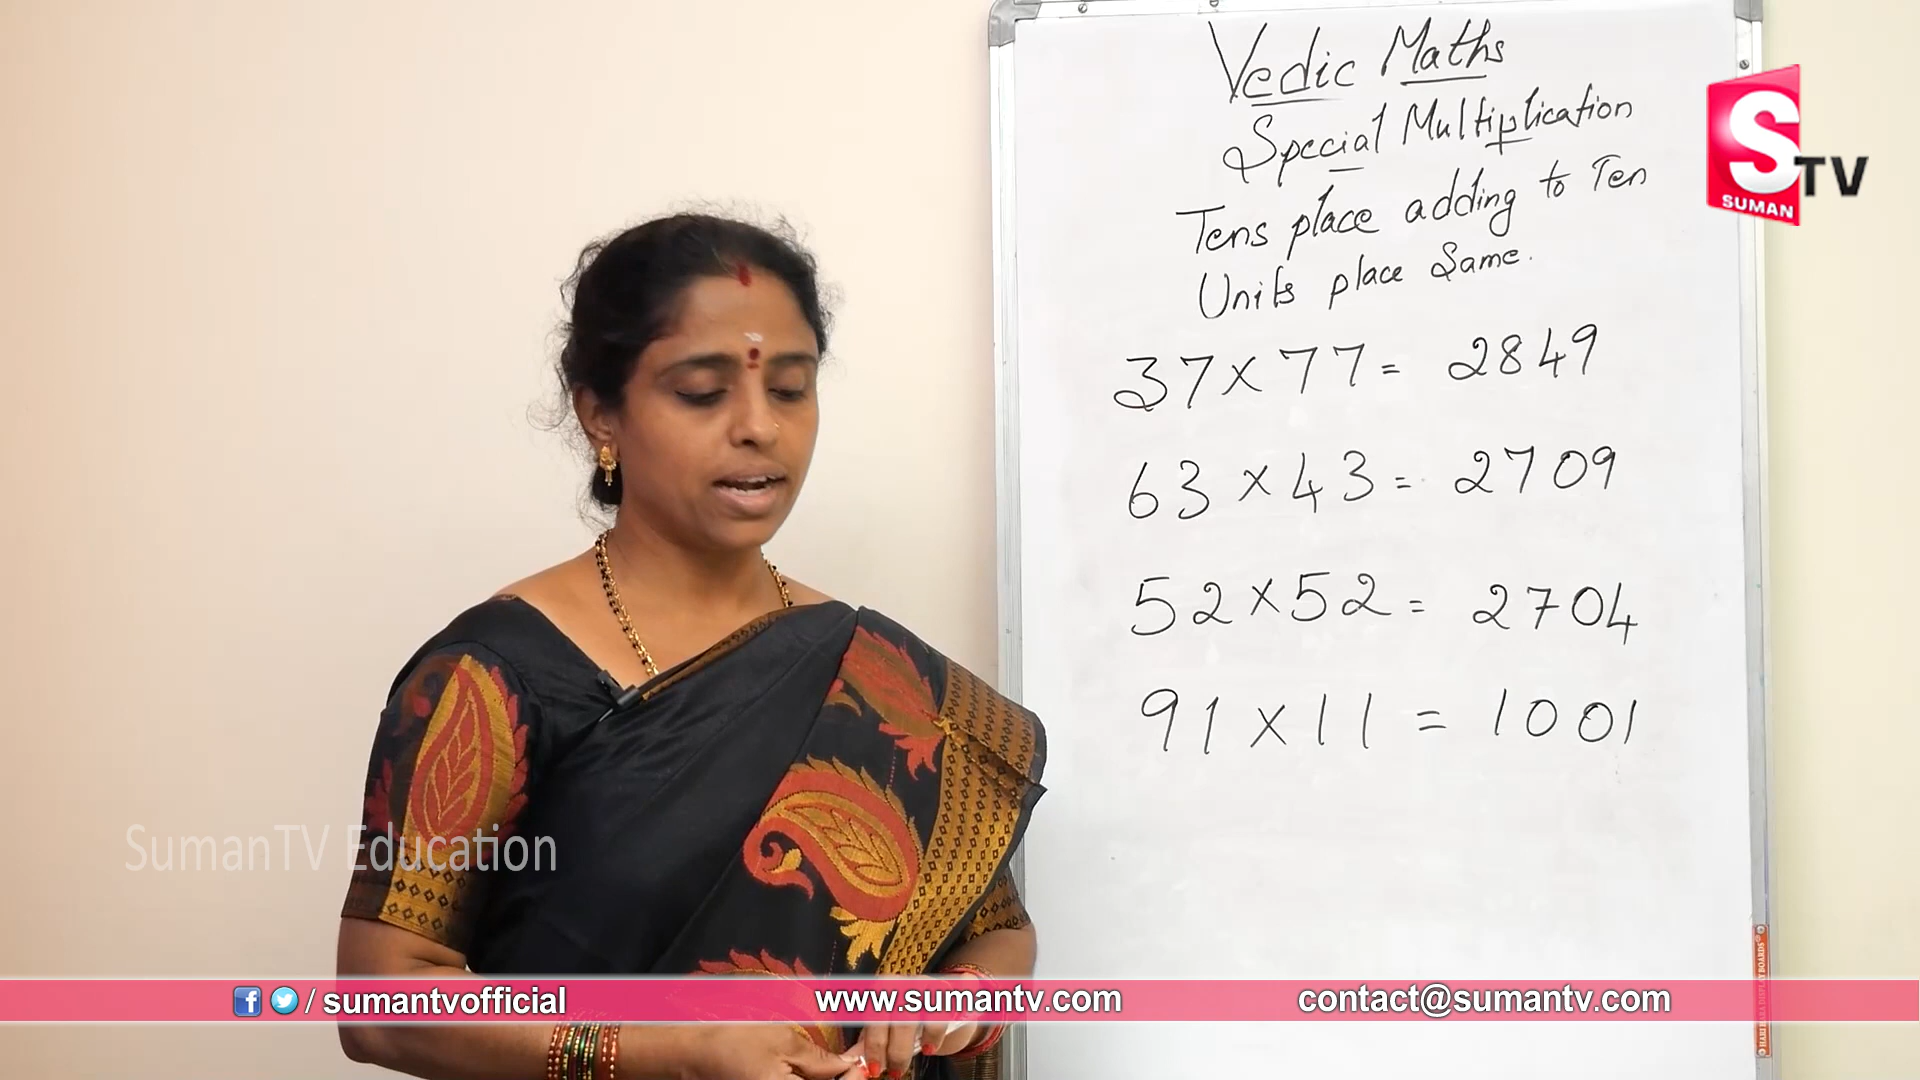 Vedic Maths
Special Multiplication
Tens place adding to Ten
Units place Same.
37 x 77 = 2849
63 x 43 = 2709
52 x 52 = 2704
91 x 11 = 1001
S TV
SUMAN
SumanTV Education
/ sumantvofficial
www.sumantv.com
contact@sumantv.com